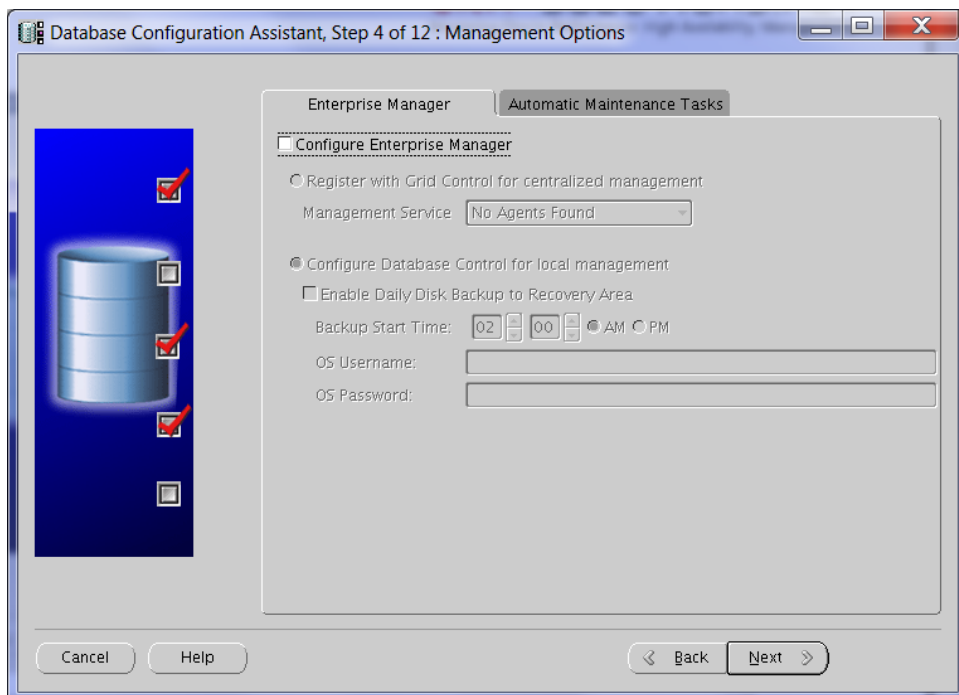 Database Configuration Assistant, Step 4 of 12 : Management Options
Enterprise Manager
Automatic Maintenance Tasks
Configure Enterprise Manager
Register with Grid Control for centralized management
Management Service No Agents Found
Configure Database Control for local management
Enable Daily Disk Backup to Recovery Area
Backup Start Time: 02 00 AM PM
OS Username:
OS Password:
Cancel Help Back Next